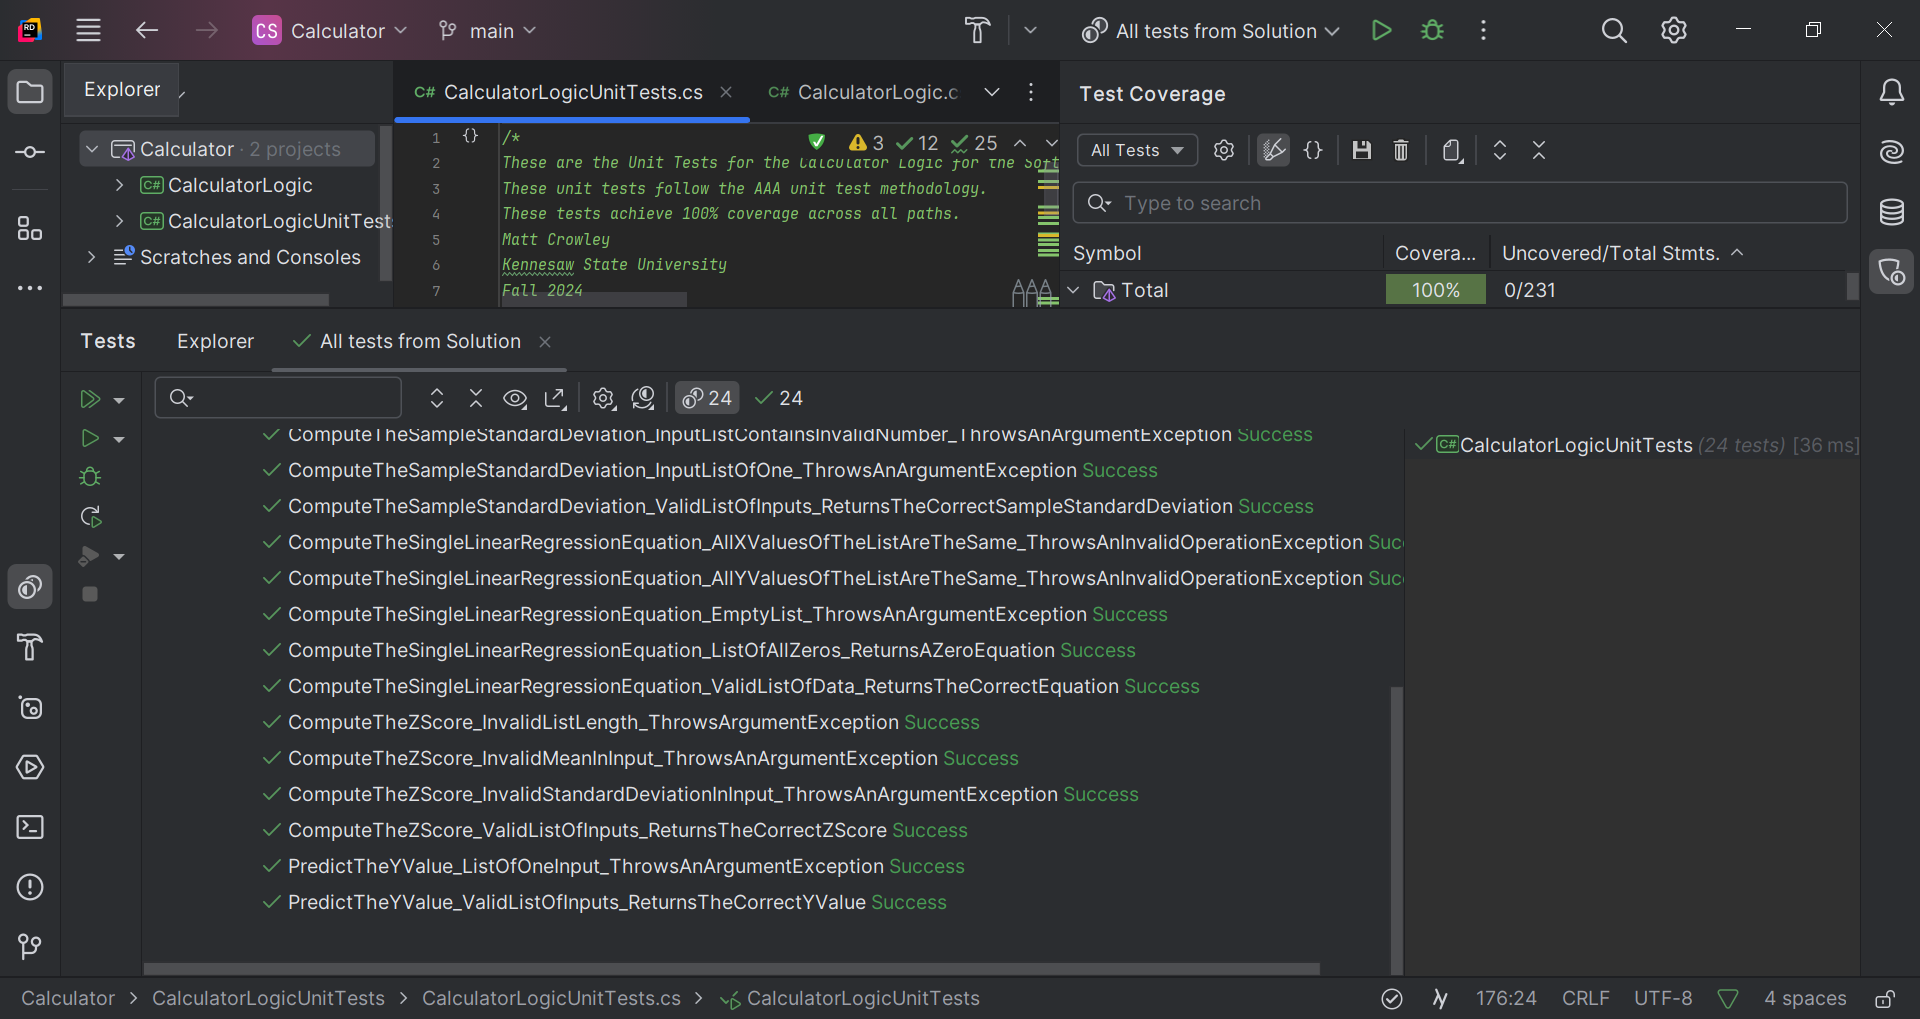 RD
CS Calculator
main
All tests from Solution
Explorer
C# CalculatorLogicUnitTests.cs
C# CalculatorLogic.c
Test Coverage
Calculator · 2 projects
C# CalculatorLogic
C# CalculatorLogicUnitTests
Scratches and Consoles
1 {} /*
3 12 25
2 These are the Unit Tests for the Calculator Logic for the Soft
3 These unit tests follow the AAA unit test methodology.
4 These tests achieve 100% coverage across all paths.
5 Matt Crowley
6 Kennesaw State University
7 Fall 2024
All Tests
{}
Type to search
Symbol Covera... Uncovered/Total Stmts.
Total 100% 0/231
Tests Explorer All tests from Solution
24 24
ComputeTheSampleStandardDeviation_InputListContainsInvalidNumber_ThrowsAnArgumentException Success
ComputeTheSampleStandardDeviation_InputListOfOne_ThrowsAnArgumentException Success
ComputeTheSampleStandardDeviation_ValidListOfInputs_ReturnsTheCorrectSampleStandardDeviation Success
ComputeTheSingleLinearRegressionEquation_AllXValuesOfTheListAreTheSame_ThrowsAnInvalidOperationException Suc
ComputeTheSingleLinearRegressionEquation_AllYValuesOfTheListAreTheSame_ThrowsAnInvalidOperationException Suc
ComputeTheSingleLinearRegressionEquation_EmptyList_ThrowsAnArgumentException Success
ComputeTheSingleLinearRegressionEquation_ListOfAllZeros_ReturnsAZeroEquation Success
ComputeTheSingleLinearRegressionEquation_ValidListOfData_ReturnsTheCorrectEquation Success
ComputeTheZScore_InvalidListLength_ThrowsArgumentException Success
ComputeTheZScore_InvalidMeanInInput_ThrowsAnArgumentException Success
ComputeTheZScore_InvalidStandardDeviationInInput_ThrowsAnArgumentException Success
ComputeTheZScore_ValidListOfInputs_ReturnsTheCorrectZScore Success
PredictTheYValue_ListOfOneInput_ThrowsAnArgumentException Success
PredictTheYValue_ValidListOfInputs_ReturnsTheCorrectYValue Success
C# CalculatorLogicUnitTests (24 tests) [36 ms]
Calculator > CalculatorLogicUnitTests > CalculatorLogicUnitTests.cs > CalculatorLogicUnitTests
176:24 CRLF UTF-8 4 spaces